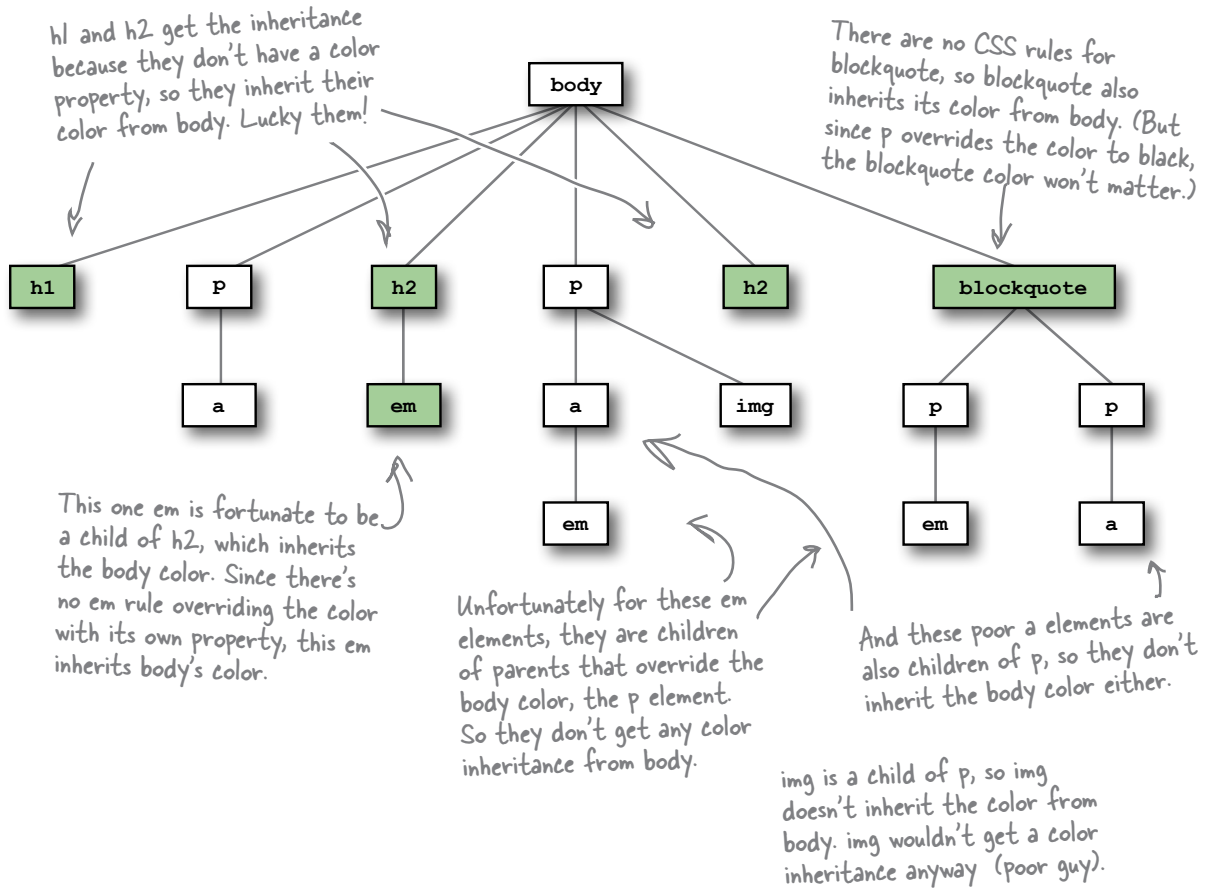 h1 and h2 get the inheritance
because they don't have a color
property, so they inherit their
color from body. Lucky them!
There are no CSS rules for
blockquote, so blockquote also
inherits its color from body. (But
since p overrides the color to black,
the blockquote color won't matter.)
body
h1
p
h2
p
h2
blockquote
a
em
a
img
p
p
em
em
a
This one em is fortunate to be
a child of h2, which inherits
the body color. Since there's
no em rule overriding the color
with its own property, this em
inherits body's color.
Unfortunately for these em
elements, they are children
of parents that override the
body color, the p element.
So they don't get any color
inheritance from body.
And these poor a elements are
also children of p, so they don't
inherit the body color either.
img is a child of p, so img
doesn't inherit the color from
body. img wouldn't get a color
inheritance anyway (poor guy).